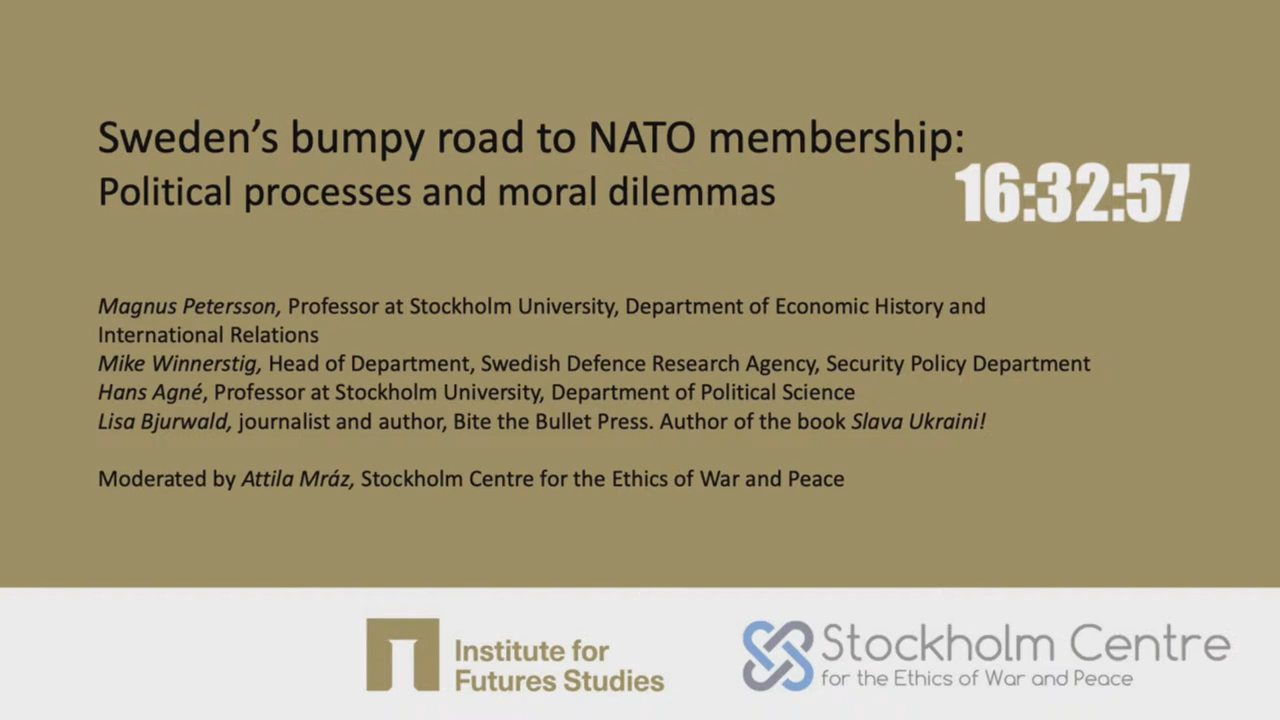 Sweden’s bumpy road to NATO membership:
Political processes and moral dilemmas
16:32:57
Magnus Petersson, Professor at Stockholm University, Department of Economic History and
International Relations
Mike Winnerstig, Head of Department, Swedish Defence Research Agency, Security Policy Department
Hans Agné, Professor at Stockholm University, Department of Political Science
Lisa Bjurwald, journalist and author, Bite the Bullet Press. Author of the book Slava Ukraini!
Moderated by Attila Mráz, Stockholm Centre for the Ethics of War and Peace
Institute for
Futures Studies
Stockholm Centre
for the Ethics of War and Peace